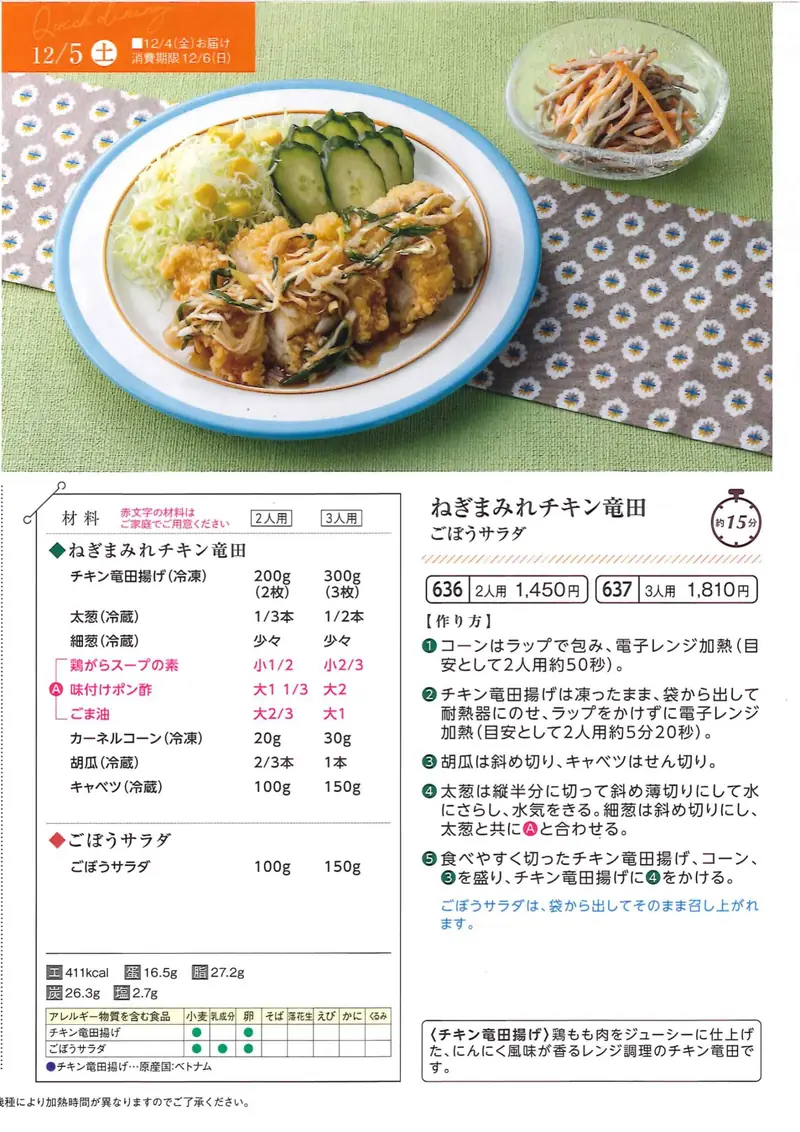 Quick dining
12/5 土
■12/4(金)お届け
消費期限12/6(日)
材料
赤文字の材料は
ご家庭でご用意ください
2人用 3人用
◆ねぎまみれチキン竜田
チキン竜田揚げ(冷凍) 200g 300g
(2枚) (3枚)
太葱(冷蔵) 1/3本 1/2本
細葱(冷蔵) 少々 少々
鶏がらスープの素 小1/2 小2/3
A 味付けポン酢 大1 1/3 大2
ごま油 大2/3 大1
カーネルコーン(冷凍) 20g 30g
胡瓜(冷蔵) 2/3本 1本
キャベツ(冷蔵) 100g 150g
◆ごぼうサラダ
ごぼうサラダ 100g 150g
エ 411kcal 蛋 16.5g 脂 27.2g
炭 26.3g 塩 2.7g
アレルギー物質を含む食品 小麦 乳成分 卵 そば 落花生 えび かに くるみ
チキン竜田揚げ ● ●
ごぼうサラダ ● ● ●
●チキン竜田揚げ…原産国:ベトナム
機種により加熱時間が異なりますのでご了承ください。
ねぎまみれチキン竜田
ごぼうサラダ
約15分
636 2人用 1,450円 637 3人用 1,810円
【作り方】
❶コーンはラップで包み、電子レンジ加熱(目
安として2人用約50秒)。
❷チキン竜田揚げは凍ったまま、袋から出して
耐熱器にのせ、ラップをかけずに電子レンジ
加熱(目安として2人用約5分20秒)。
❸胡瓜は斜め切り、キャベツはせん切り。
❹太葱は縦半分に切って斜め薄切りにして水
にさらし、水気をきる。細葱は斜め切りにし、
太葱と共にAと合わせる。
❺食べやすく切ったチキン竜田揚げ、コーン、
❸を盛り、チキン竜田揚げに❹をかける。
ごぼうサラダは、袋から出してそのまま召し上がれ
ます。
〈チキン竜田揚げ〉鶏もも肉をジューシーに仕上げ
た、にんにく風味が香るレンジ調理のチキン竜田で
す。